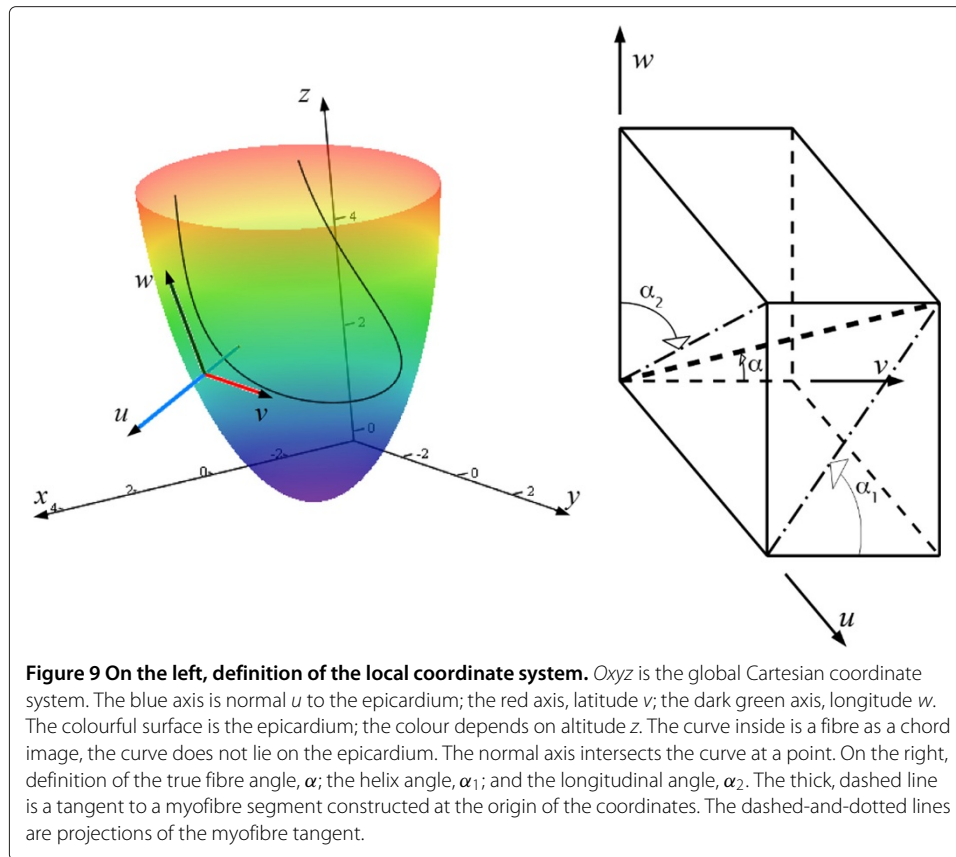 z
4
w
2
u
v
0
-2
0
2
x
4
-2
0
2
y
w
α2
α
v
α1
u
Figure 9 On the left, definition of the local coordinate system. Oxyz is the global Cartesian coordinate
system. The blue axis is normal u to the epicardium; the red axis, latitude v; the dark green axis, longitude w.
The colourful surface is the epicardium; the colour depends on altitude z. The curve inside is a fibre as a chord
image, the curve does not lie on the epicardium. The normal axis intersects the curve at a point. On the right,
definition of the true fibre angle, α; the helix angle, α1; and the longitudinal angle, α2. The thick, dashed line
is a tangent to a myofibre segment constructed at the origin of the coordinates. The dashed-and-dotted lines
are projections of the myofibre tangent.